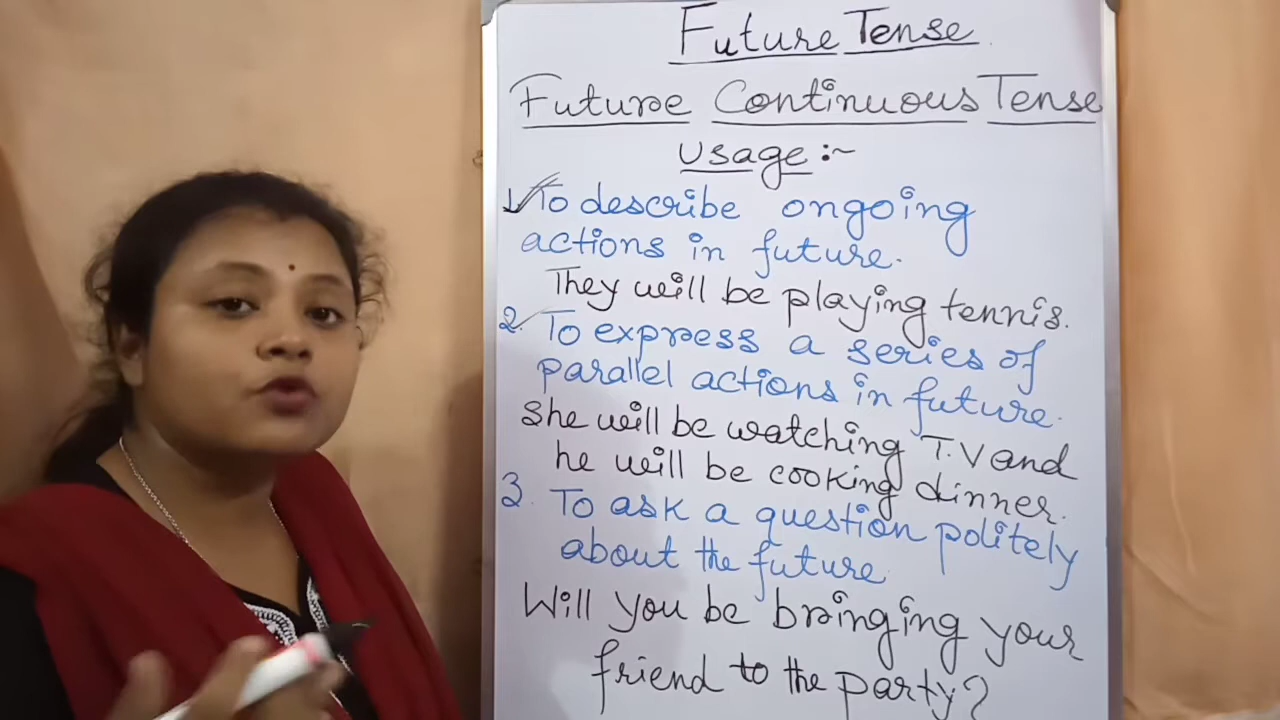 Future Tense
Future Continuous Tense
Usage :~
1. To describe ongoing
actions in future.
They will be playing tennis.
2. To express a series of
parallel actions in future.
She will be watching T.V and
he will be cooking dinner.
3. To ask a question politely
about the future
Will you be bringing your
friend to the party?